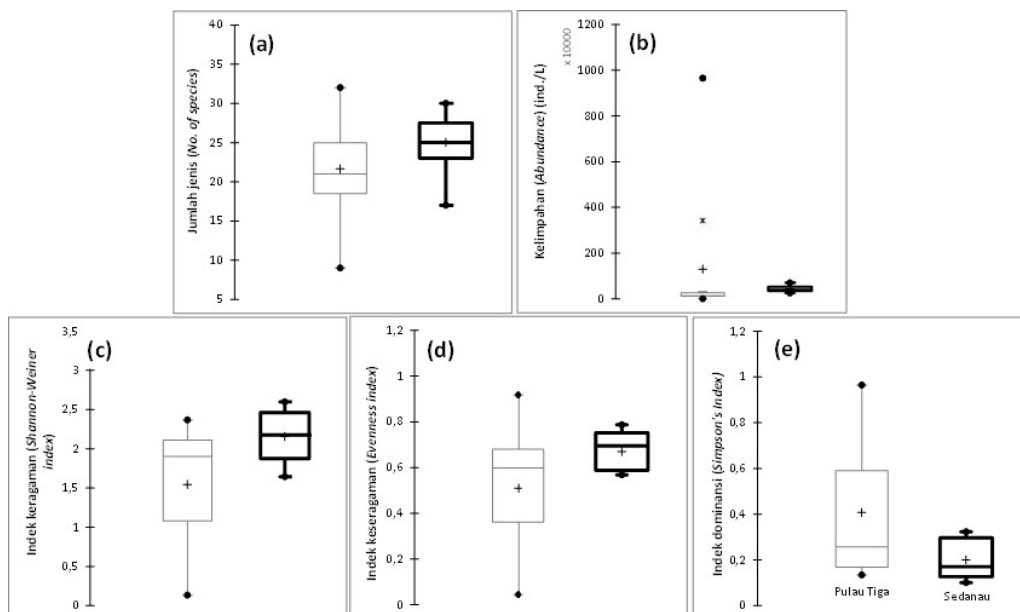 (a)
Jumlah jenis (No. of species)
40
35
30
25
20
15
10
5
(b)
Kelimpahan (Abundance) (ind./L)
x 10000
1200
1000
800
600
400
200
0
(c)
Indek keragaman (Shannon-Weiner
index)
3,5
3
2,5
2
1,5
1
0,5
0
(d)
Indek keseragaman (Evenness index)
1,2
1
0,8
0,6
0,4
0,2
0
(e)
Indek dominansi (Simpson's Index)
1,2
1
0,8
0,6
0,4
0,2
0
Pulau Tiga
Sedanau